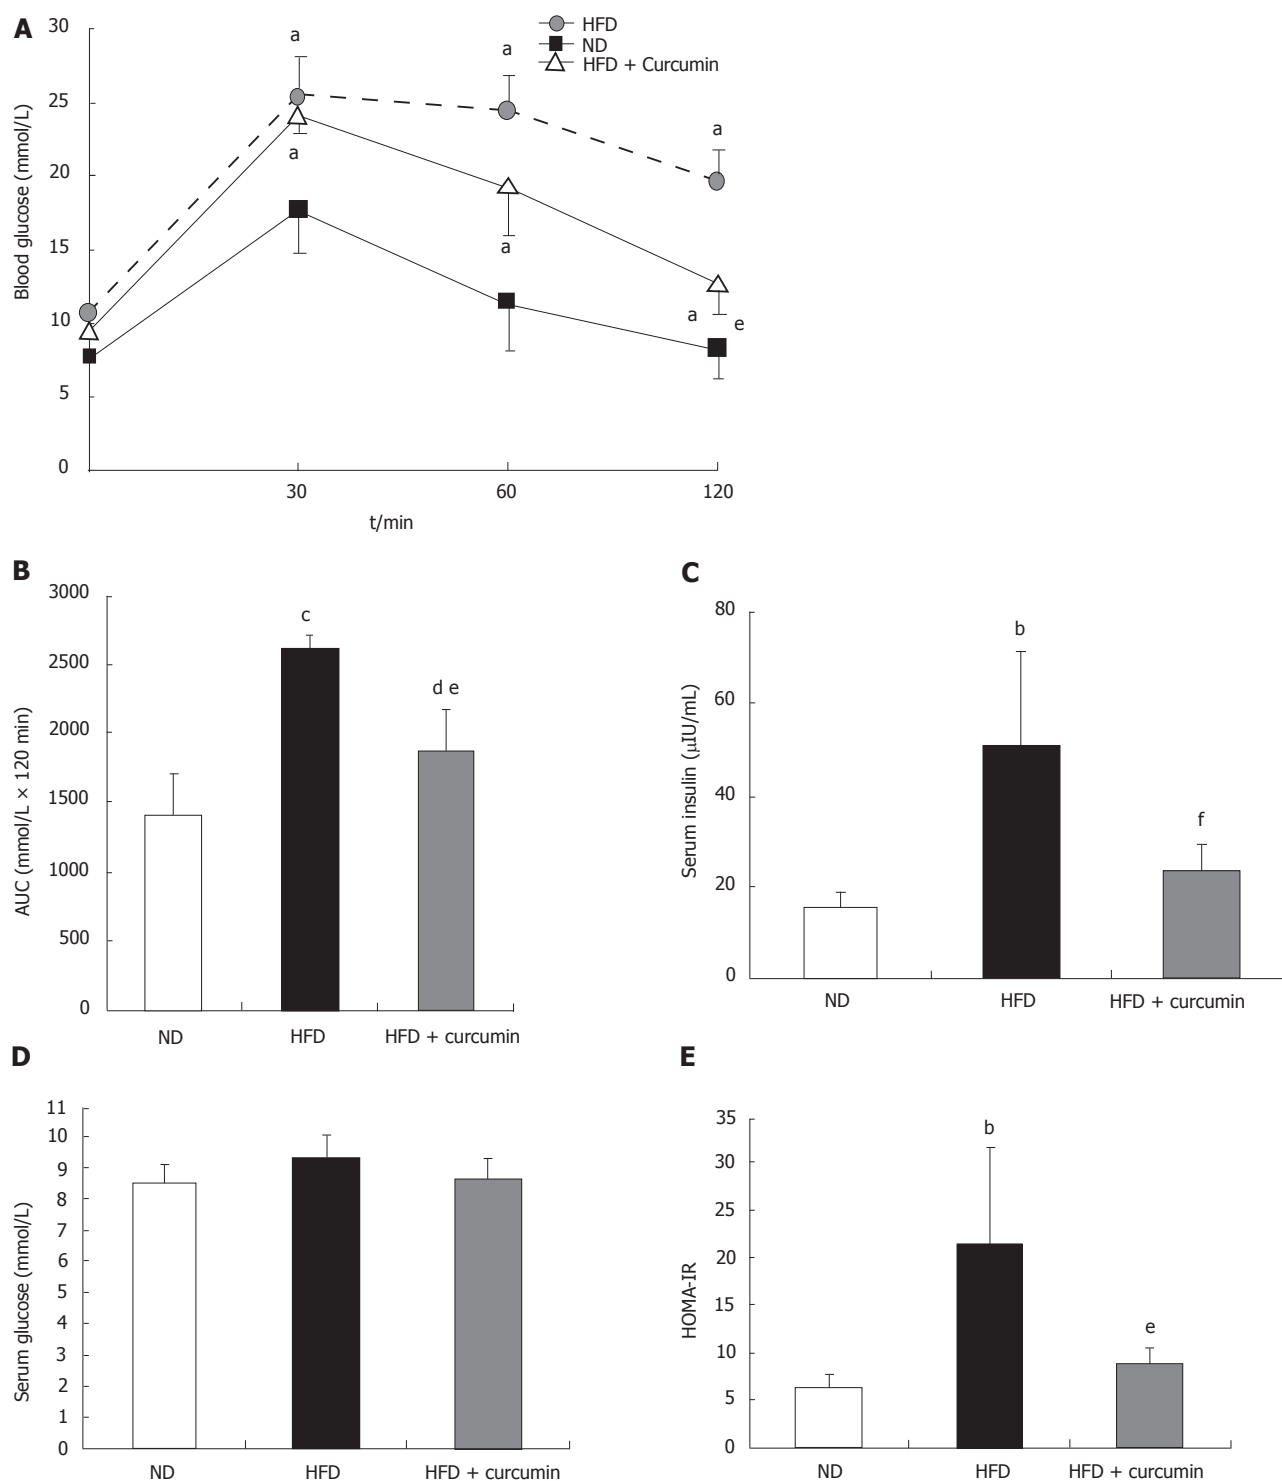 A
HFD
ND
HFD + Curcumin
Blood glucose (mmol/L)
30
25
20
15
10
5
0
a
a
a
a
a
a
e
30
60
120
t/min
B
AUC (mmol/L × 120 min)
3000
2500
2000
1500
1000
500
0
c
d e
ND
HFD
HFD + curcumin
C
Serum insulin (μIU/mL)
80
60
40
20
0
b
f
ND
HFD
HFD + curcumin
D
Serum glucose (mmol/L)
11
10
9
8
7
6
5
4
3
2
1
0
ND
HFD
HFD + curcumin
E
HOMA-IR
35
30
25
20
15
10
5
0
b
e
ND
HFD
HFD + curcumin